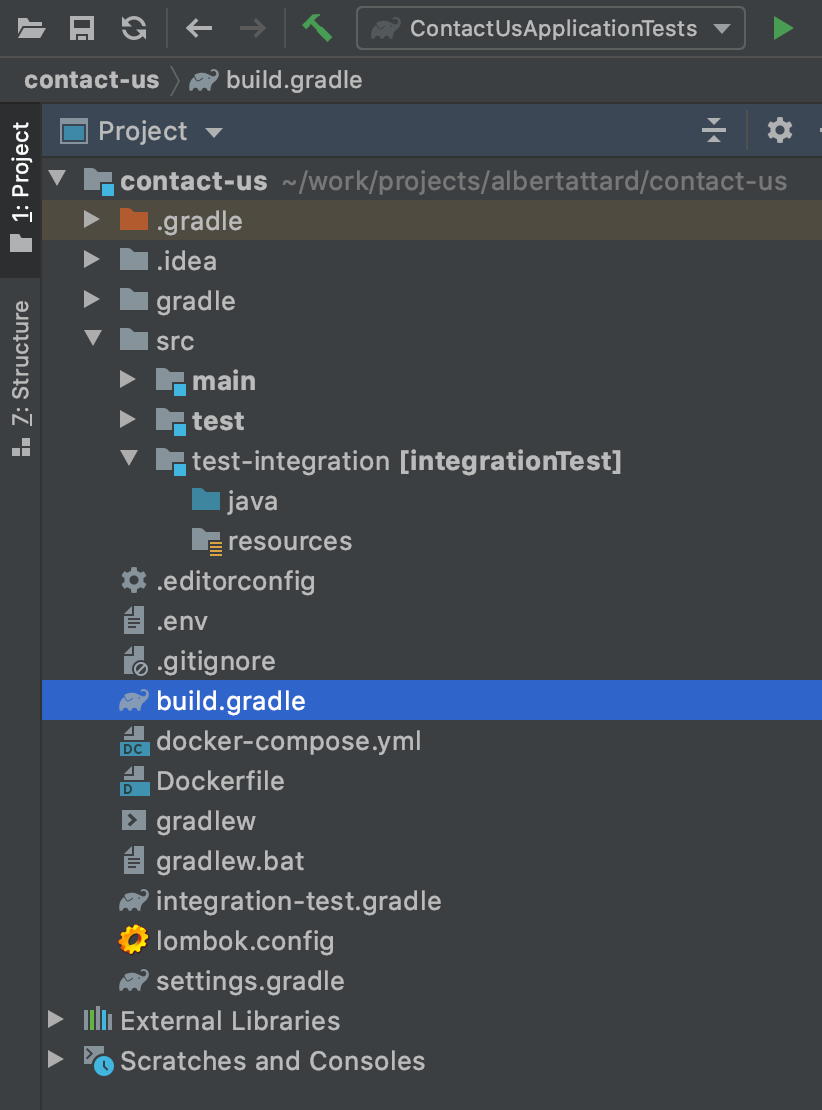 ContactUsApplicationTests
contact-us build.gradle
1: Project
Project
contact-us ~/work/projects/albertattard/contact-us
.gradle
.idea
gradle
7: Structure
src
main
test
test-integration [integrationTest]
java
resources
.editorconfig
.env
.gitignore
build.gradle
DC docker-compose.yml
D Dockerfile
gradlew
gradlew.bat
integration-test.gradle
lombok.config
settings.gradle
External Libraries
Scratches and Consoles